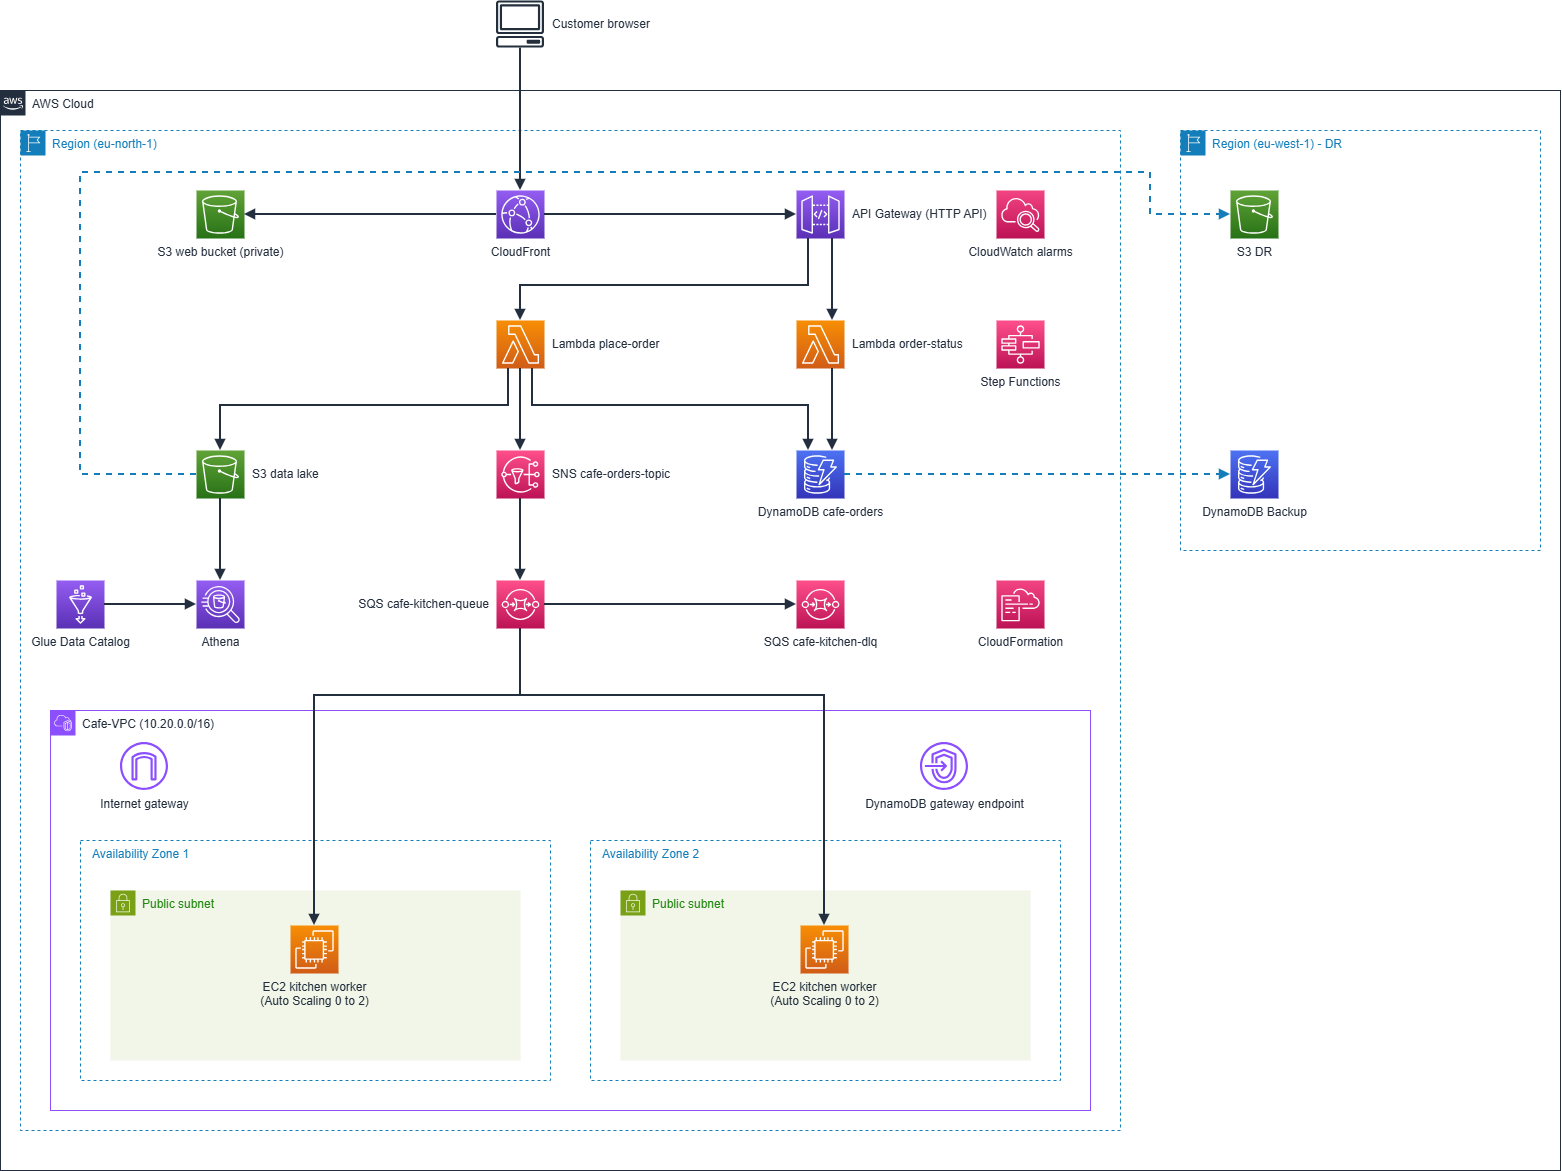 Customer browser
aws
AWS Cloud
Region (eu-north-1)
Region (eu-west-1) - DR
S3 web bucket (private)
CloudFront
API Gateway (HTTP API)
CloudWatch alarms
S3 DR
Lambda place-order
Lambda order-status
Step Functions
S3 data lake
SNS cafe-orders-topic
DynamoDB cafe-orders
DynamoDB Backup
Glue Data Catalog
Athena
SQS cafe-kitchen-queue
SQS cafe-kitchen-dlq
CloudFormation
Cafe-VPC (10.20.0.0/16)
Internet gateway
DynamoDB gateway endpoint
Availability Zone 1
Availability Zone 2
Public subnet
Public subnet
EC2 kitchen worker
(Auto Scaling 0 to 2)
EC2 kitchen worker
(Auto Scaling 0 to 2)